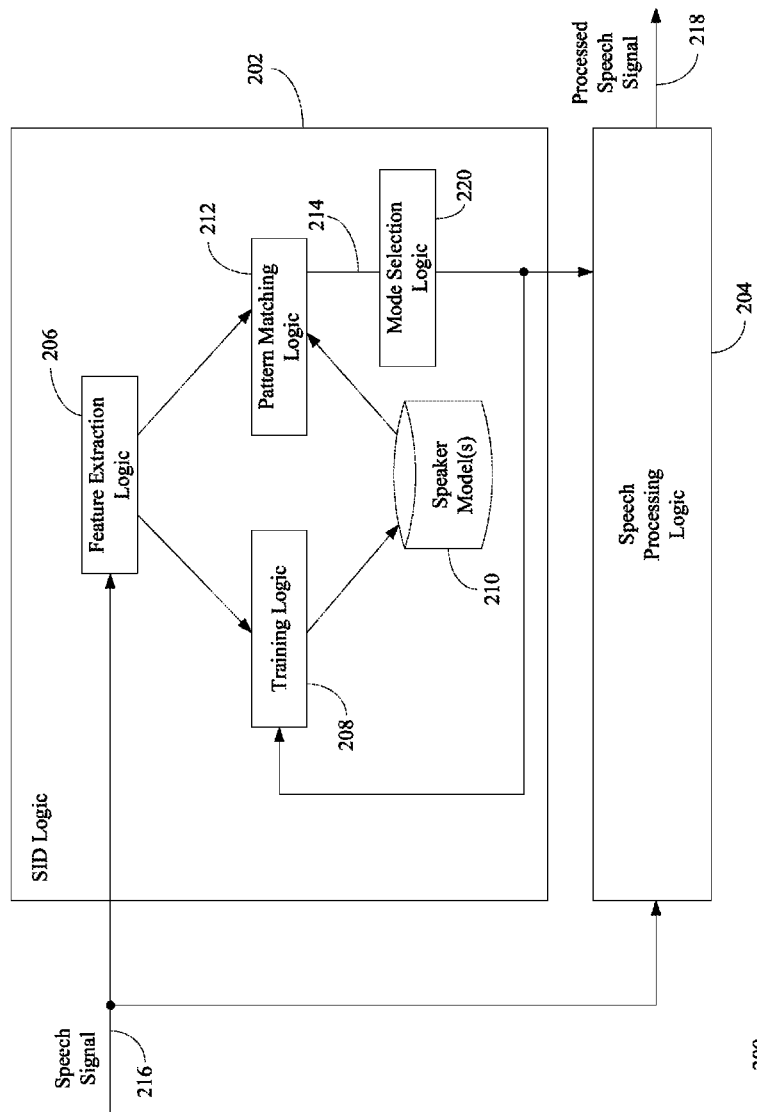 Speech
Signal
216
SID Logic
202
Feature Extraction
Logic
206
Training Logic
208
Pattern Matching
Logic
212
214
Speaker
Model(s)
210
Mode Selection
Logic
220
Speech
Processing
Logic
204
Processed
Speech
Signal
218